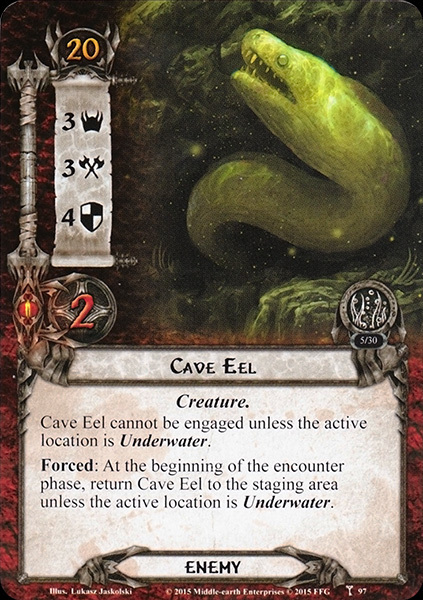 20
3
3
4
2
5/30
Cave Eel
Creature.
Cave Eel cannot be engaged unless the active
location is Underwater.
Forced: At the beginning of the encounter
phase, return Cave Eel to the staging area
unless the active location is Underwater.
ENEMY
Illus. Lukasz Jaskolski © 2015 Middle-earth Enterprises © 2015 FFG 97